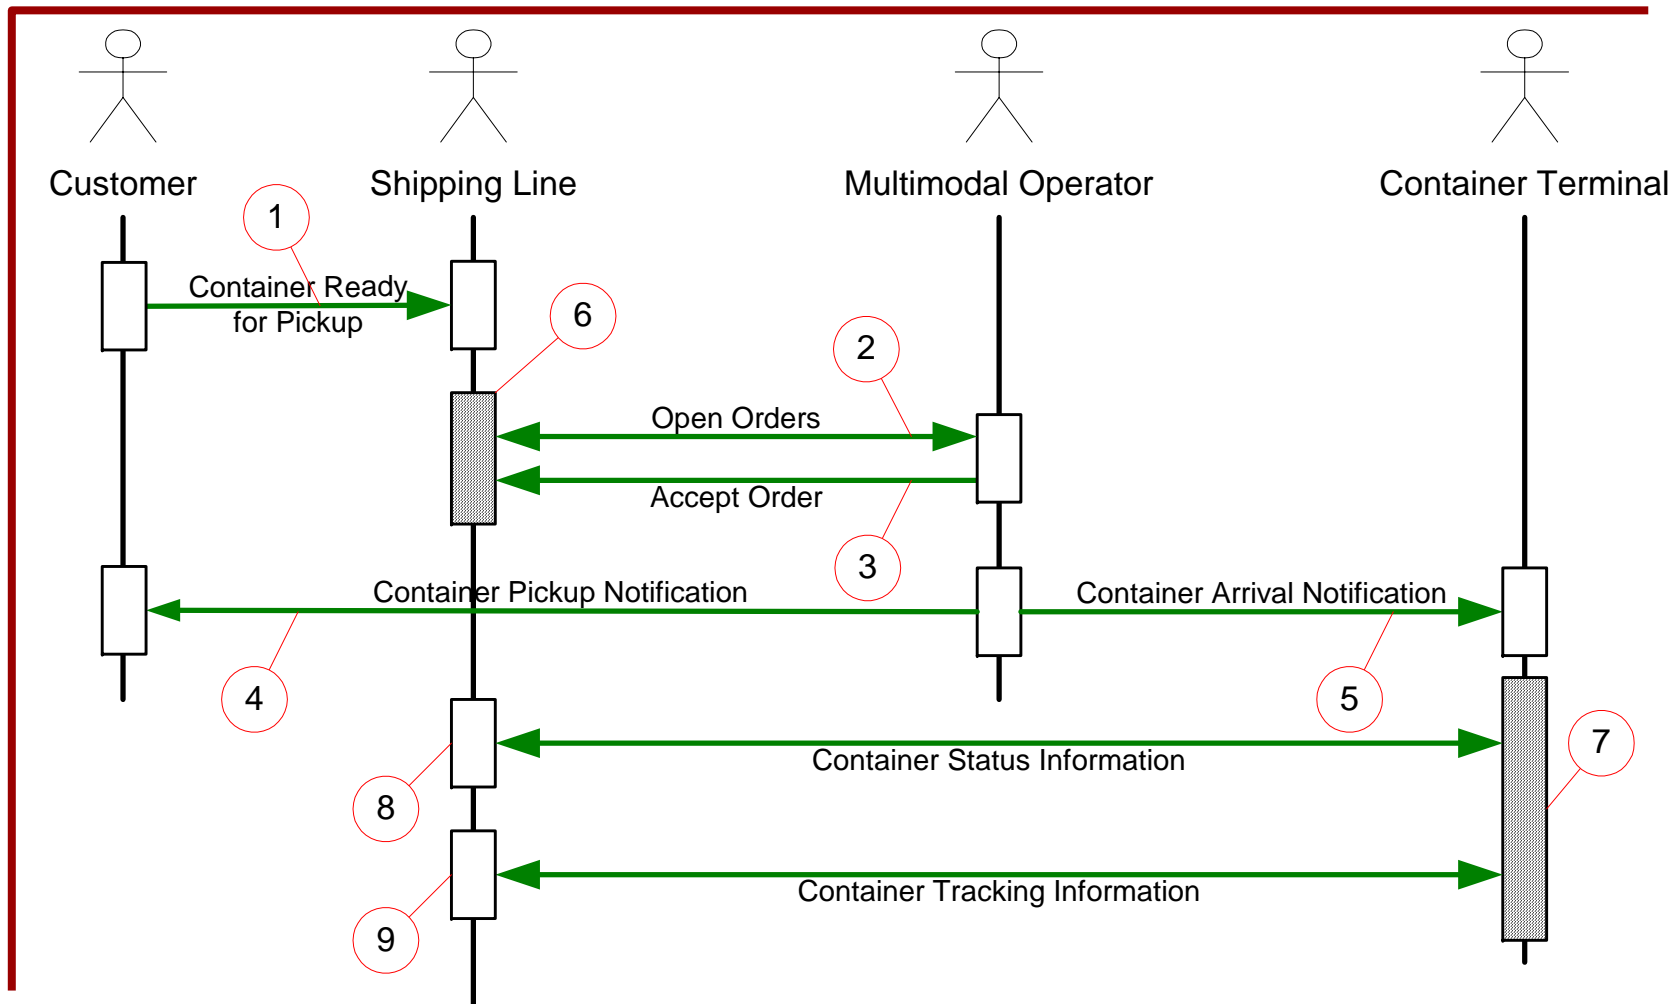 Customer
Shipping Line
Multimodal Operator
Container Terminal
1
Container Ready
for Pickup
6
2
Open Orders
Accept Order
3
Container Pickup Notification
Container Arrival Notification
4
5
7
Container Status Information
8
Container Tracking Information
9